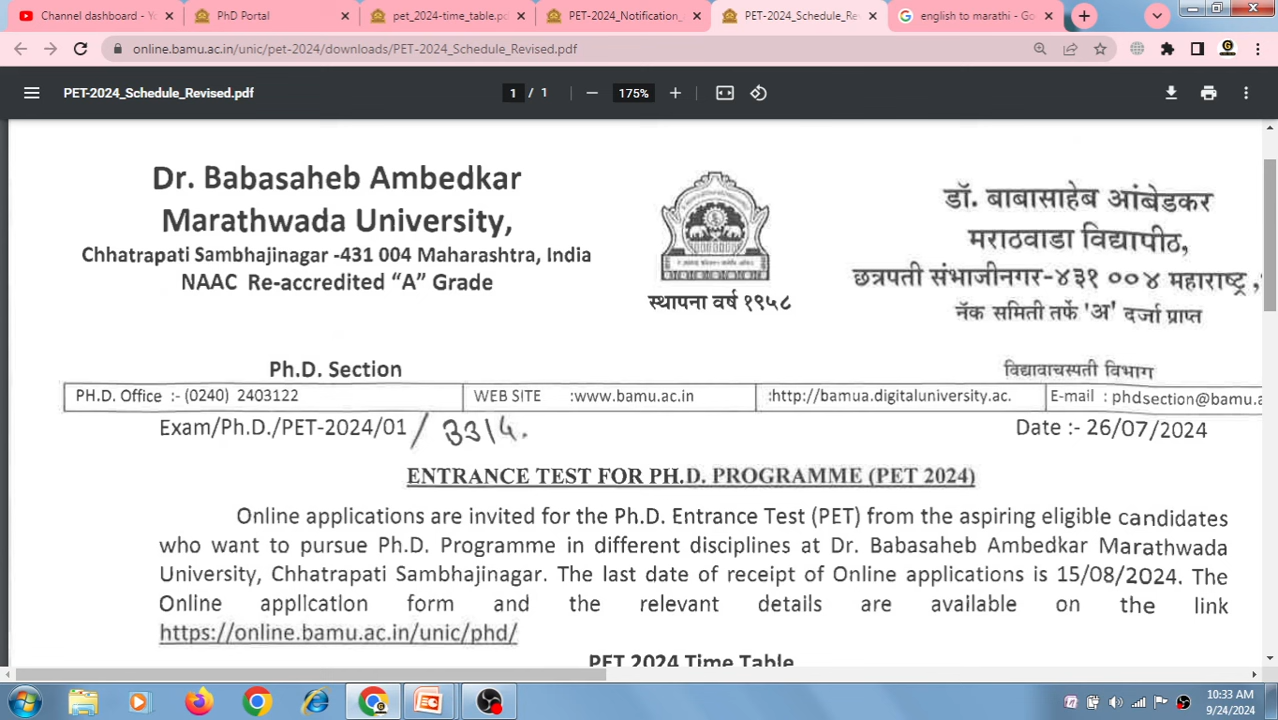 Channel dashboard - Yo
PhD Portal
pet_2024-time_table.pd
PET-2024_Notification_
PET-2024_Schedule_Re
english to marathi - Go
online.bamu.ac.in/unic/pet-2024/downloads/PET-2024_Schedule_Revised.pdf
PET-2024_Schedule_Revised.pdf
1 / 1
175%
Dr. Babasaheb Ambedkar
Marathwada University,
Chhatrapati Sambhajinagar -431 004 Maharashtra, India
NAAC Re-accredited “A” Grade
स्थापना वर्ष १९५८
डॉ. बाबासाहेब आंबेडकर
मराठवाडा विद्यापीठ,
छत्रपती संभाजीनगर-४३१ ००४ महाराष्ट्र,
नॅक समिती तर्फे 'अ' दर्जा प्राप्त
Ph.D. Section
विद्यावाचस्पती विभाग
PH.D. Office :- (0240) 2403122
WEB SITE :www.bamu.ac.in
:http://bamua.digitaluniversity.ac.
E-mail : phdsection@bamu.a
Exam/Ph.D./PET-2024/01/ 3314.
Date :- 26/07/2024
ENTRANCE TEST FOR PH.D. PROGRAMME (PET 2024)
Online applications are invited for the Ph.D. Entrance Test (PET) from the aspiring eligible candidates
who want to pursue Ph.D. Programme in different disciplines at Dr. Babasaheb Ambedkar Marathwada
University, Chhatrapati Sambhajinagar. The last date of receipt of Online applications is 15/08/2024. The
Online application form and the relevant details are available on the link
https://online.bamu.ac.in/unic/phd/
PET 2024 Time Table
10:33 AM
9/24/2024